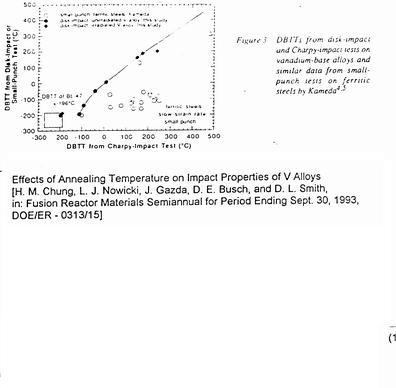 500
400
300
200
100
0
-100
-200
-300
DBTT from Disk-Impact or
Small-Punch Test (°C)
small punch ferritic steels, Kameda
disk-impact unirradiated V alloy, this study
disk-impact irradiated V alloy, this study
DBTT of BL-47
< -196°C
ferritic steels
slow strain rate
small punch
-300 -200 -100 0 100 200 300 400 500
DBTT from Charpy-Impact Test (°C)
Figure 3 DBTTs from disk-impact
and Charpy-impact tests on
vanadium-base alloys and
similar data from small-
punch tests on ferritic
steels by Kameda4,5
Effects of Annealing Temperature on Impact Properties of V Alloys
[H. M. Chung, L. J. Nowicki, J. Gazda, D. E. Busch, and D. L. Smith,
in: Fusion Reactor Materials Semiannual for Period Ending Sept. 30, 1993,
DOE/ER - 0313/15]
(1